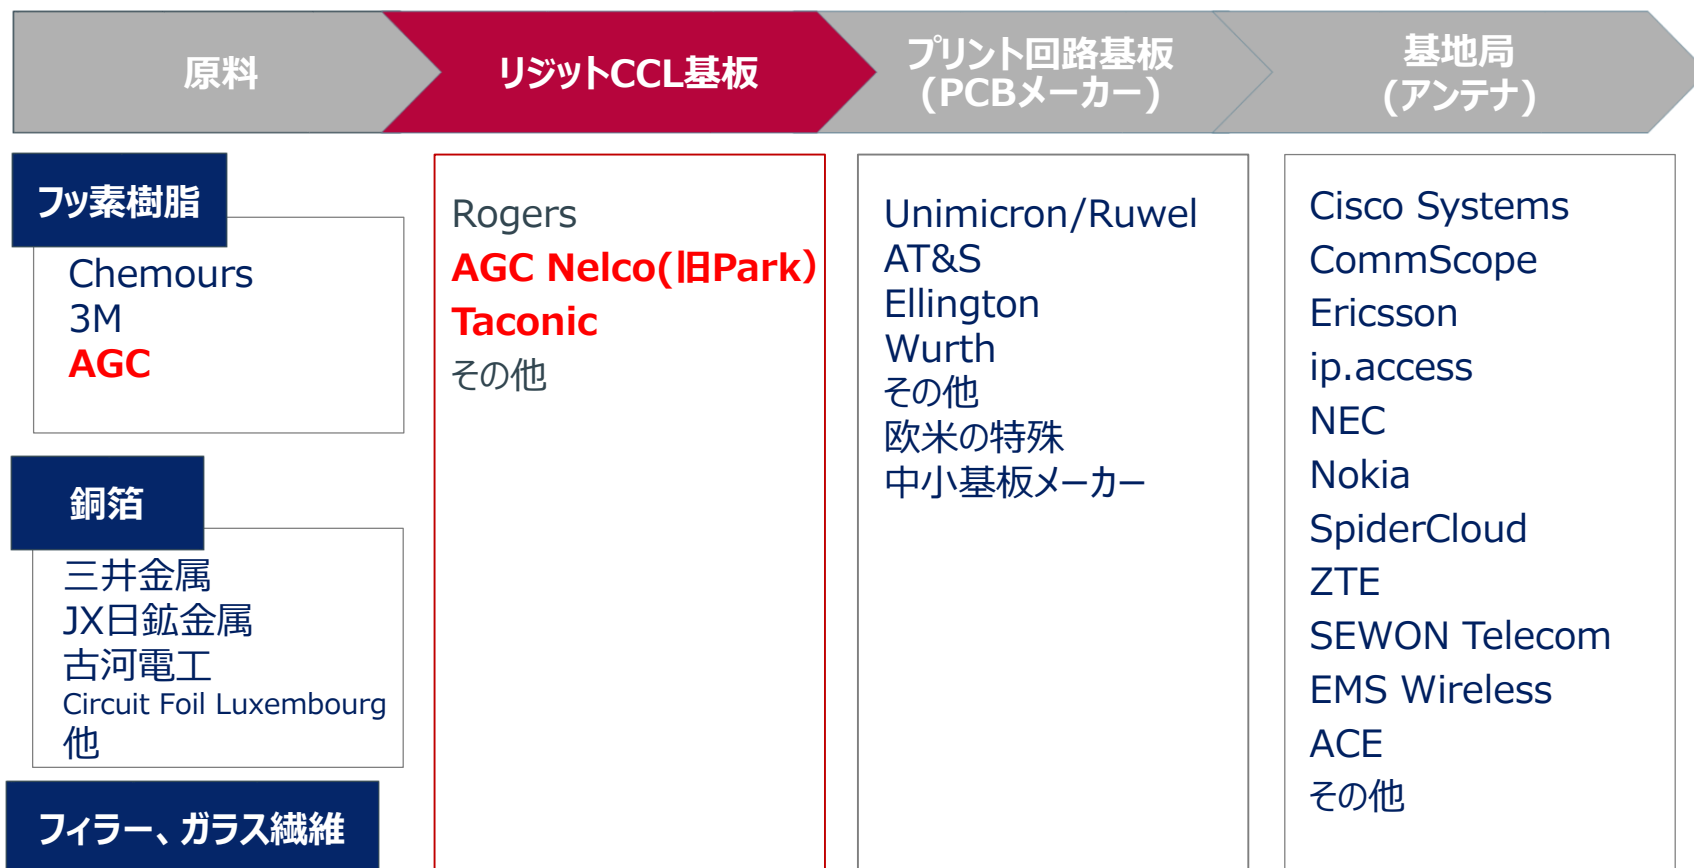 原料
リジットCCL基板
プリント回路基板
(PCBメーカー)
基地局
(アンテナ)
フッ素樹脂
Chemours
3M
AGC
銅箔
三井金属
JX日鉱金属
古河電工
Circuit Foil Luxembourg
他
フィラー、ガラス繊維
Rogers
AGC Nelco(旧Park）
Taconic
その他
Unimicron/Ruwel
AT&S
Ellington
Wurth
その他
欧米の特殊
中小基板メーカー
Cisco Systems
CommScope
Ericsson
ip.access
NEC
Nokia
SpiderCloud
ZTE
SEWON Telecom
EMS Wireless
ACE
その他